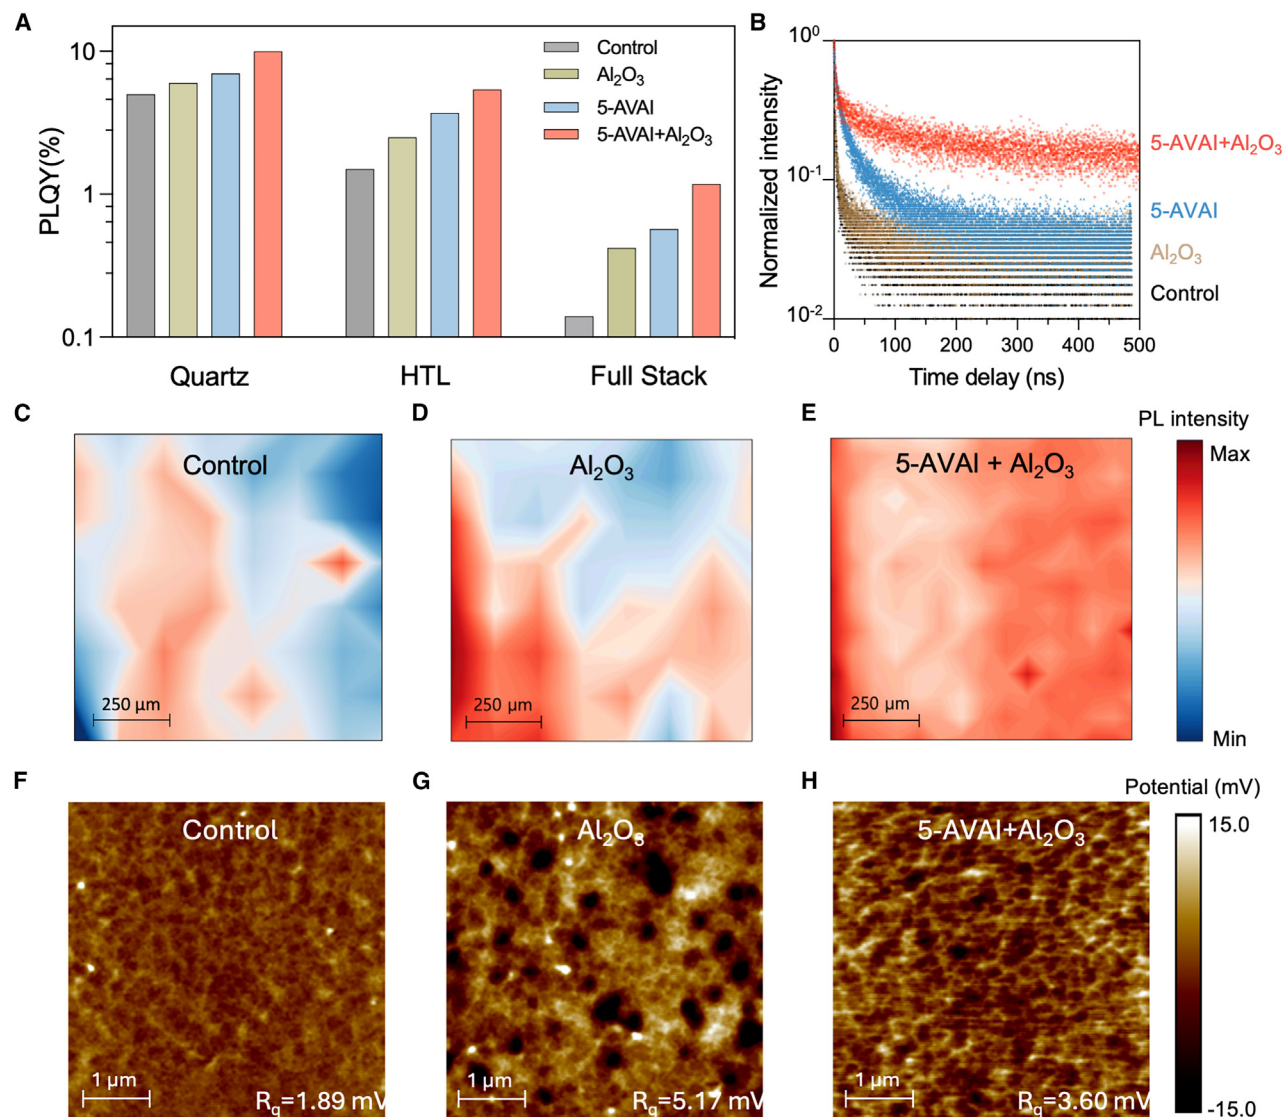 A
PLQY(%)
10
1
0.1
Control
Al₂O₃
5-AVAI
5-AVAI+Al₂O₃
Quartz
HTL
Full Stack
B
Normalized intensity
10⁰
10⁻¹
10⁻²
0
100
200
300
400
500
Time delay (ns)
5-AVAI+Al₂O₃
5-AVAI
Al₂O₃
Control
C
Control
250 µm
D
Al₂O₃
250 µm
E
5-AVAI + Al₂O₃
250 µm
PL intensity
Max
Min
F
Control
1 µm
Rq=1.89 mV
G
Al₂O₃
1 µm
Rq=5.17 mV
H
5-AVAI+Al₂O₃
1 µm
Rq=3.60 mV
Potential (mV)
15.0
-15.0